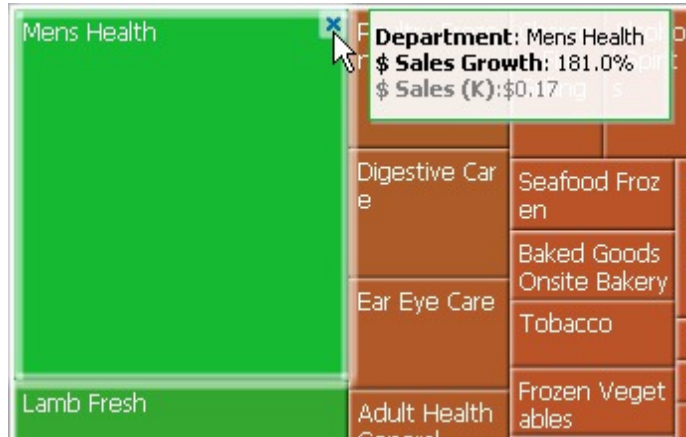 Mens Health
Department: Mens Health
$ Sales Growth: 181.0%
$ Sales (K):$0.17
Digestive Car
e
Ear Eye Care
Adult Health
Seafood Froz
en
Baked Goods
Onsite Bakery
Tobacco
Frozen Veget
ables
Lamb Fresh